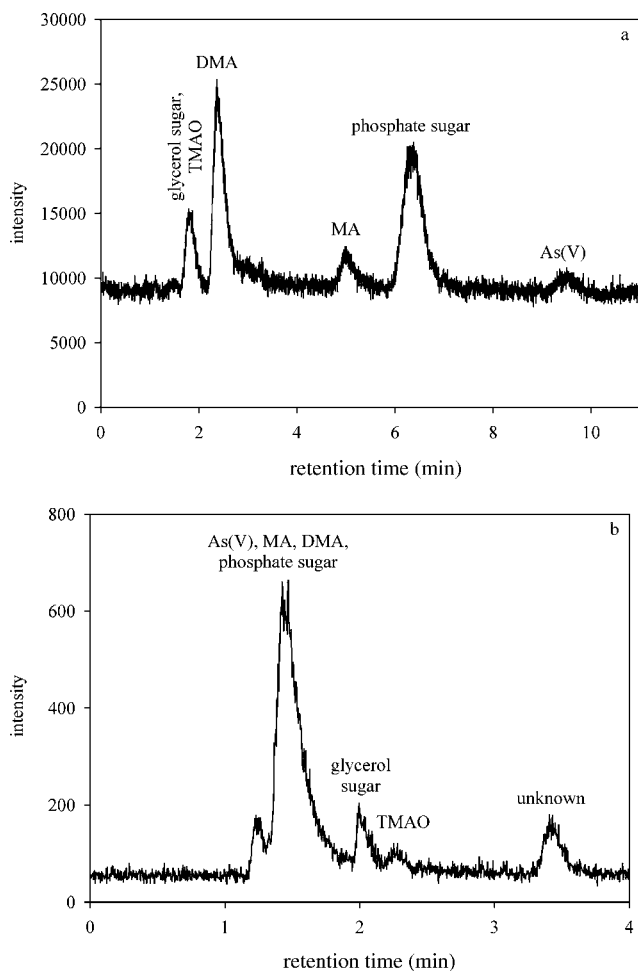 a
30000
25000
20000
15000
10000
5000
0
intensity
glycerol sugar,
TMAO
DMA
MA
phosphate sugar
As(V)
0 2 4 6 8 10
retention time (min)
b
800
600
400
200
0
intensity
As(V), MA, DMA,
phosphate sugar
glycerol
sugar
TMAO
unknown
0 1 2 3 4
retention time (min)